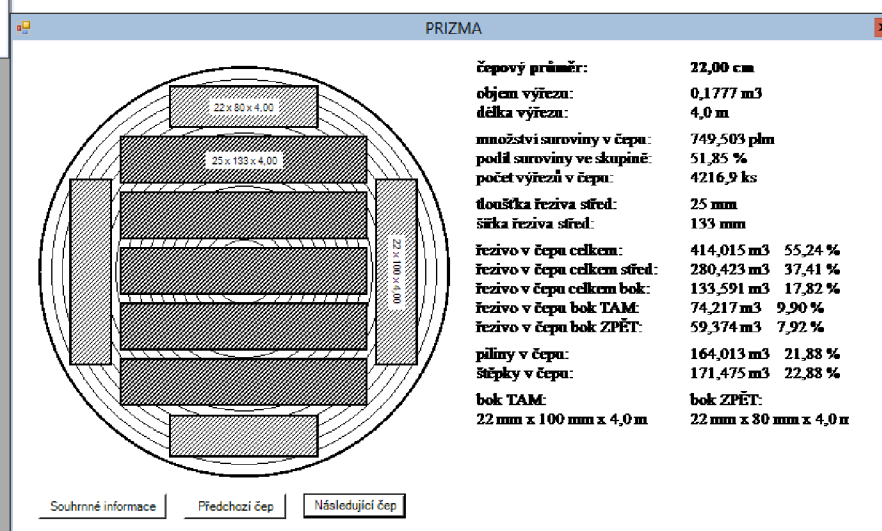 PRIZMA
22 x 80 x 4,00
25 x 133 x 4,00
22 x 100 x 4,00
čepový průměr: 22,00 cm
objem výřezu: 0,1777 m3
délka výřezu: 4,0 m
množství suroviny v čepu: 749,503 plm
podíl suroviny ve skupině: 51,85 %
počet výřezů v čepu: 4216,9 ks
tloušťka řeziva střed: 25 mm
šířka řeziva střed: 133 mm
řezivo v čepu celkem: 414,015 m3 55,24 %
řezivo v čepu celkem střed: 280,423 m3 37,41 %
řezivo v čepu celkem bok: 133,591 m3 17,82 %
řezivo v čepu bok TAM: 74,217 m3 9,90 %
řezivo v čepu bok ZPĚT: 59,374 m3 7,92 %
piliny v čepu: 164,013 m3 21,88 %
štěpky v čepu: 171,475 m3 22,88 %
bok TAM: bok ZPĚT:
22 mm x 100 mm x 4,0 m 22 mm x 80 mm x 4,0 m
Souhrnné informace Předchozí čep Následující čep